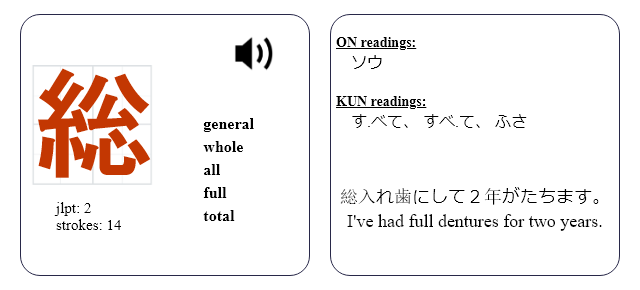 総
jlpt: 2
strokes: 14
general
whole
all
full
total
ON readings:
ソウ
KUN readings:
す.べて、 すべ.て、 ふさ
総入れ歯にして２年がたちます。
I've had full dentures for two years.